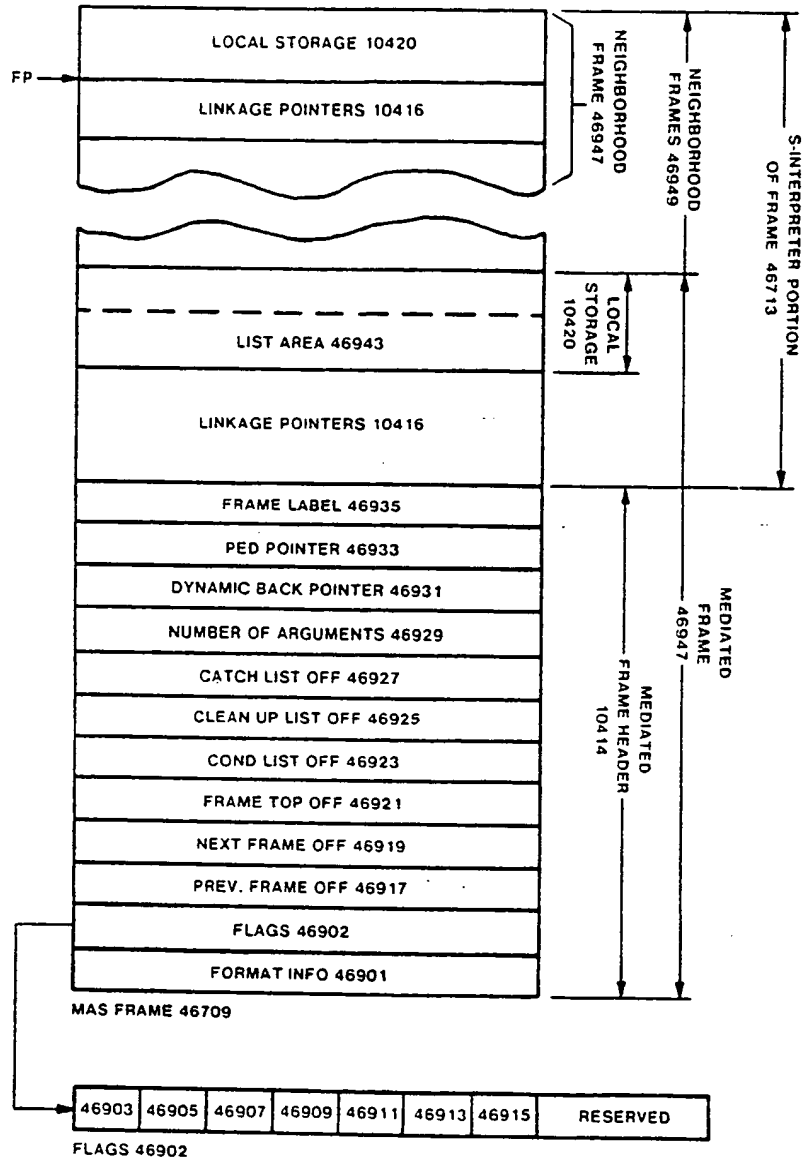 LOCAL STORAGE 10420
FP
LINKAGE POINTERS 10416
NEIGHBORHOOD
FRAME 46947
NEIGHBORHOOD
FRAMES 46949
S-INTERPRETER PORTION
OF FRAME 46713
LOCAL
STORAGE
10420
LIST AREA 46943
LINKAGE POINTERS 10416
FRAME LABEL 46935
PED POINTER 46933
DYNAMIC BACK POINTER 46931
NUMBER OF ARGUMENTS 46929
CATCH LIST OFF 46927
CLEAN UP LIST OFF 46925
COND LIST OFF 46923
FRAME TOP OFF 46921
NEXT FRAME OFF 46919
PREV. FRAME OFF 46917
FLAGS 46902
FORMAT INFO 46901
MEDIATED
FRAME HEADER
10414
MEDIATED
FRAME
46947
MAS FRAME 46709
46903 46905 46907 46909 46911 46913 46915 RESERVED
FLAGS 46902